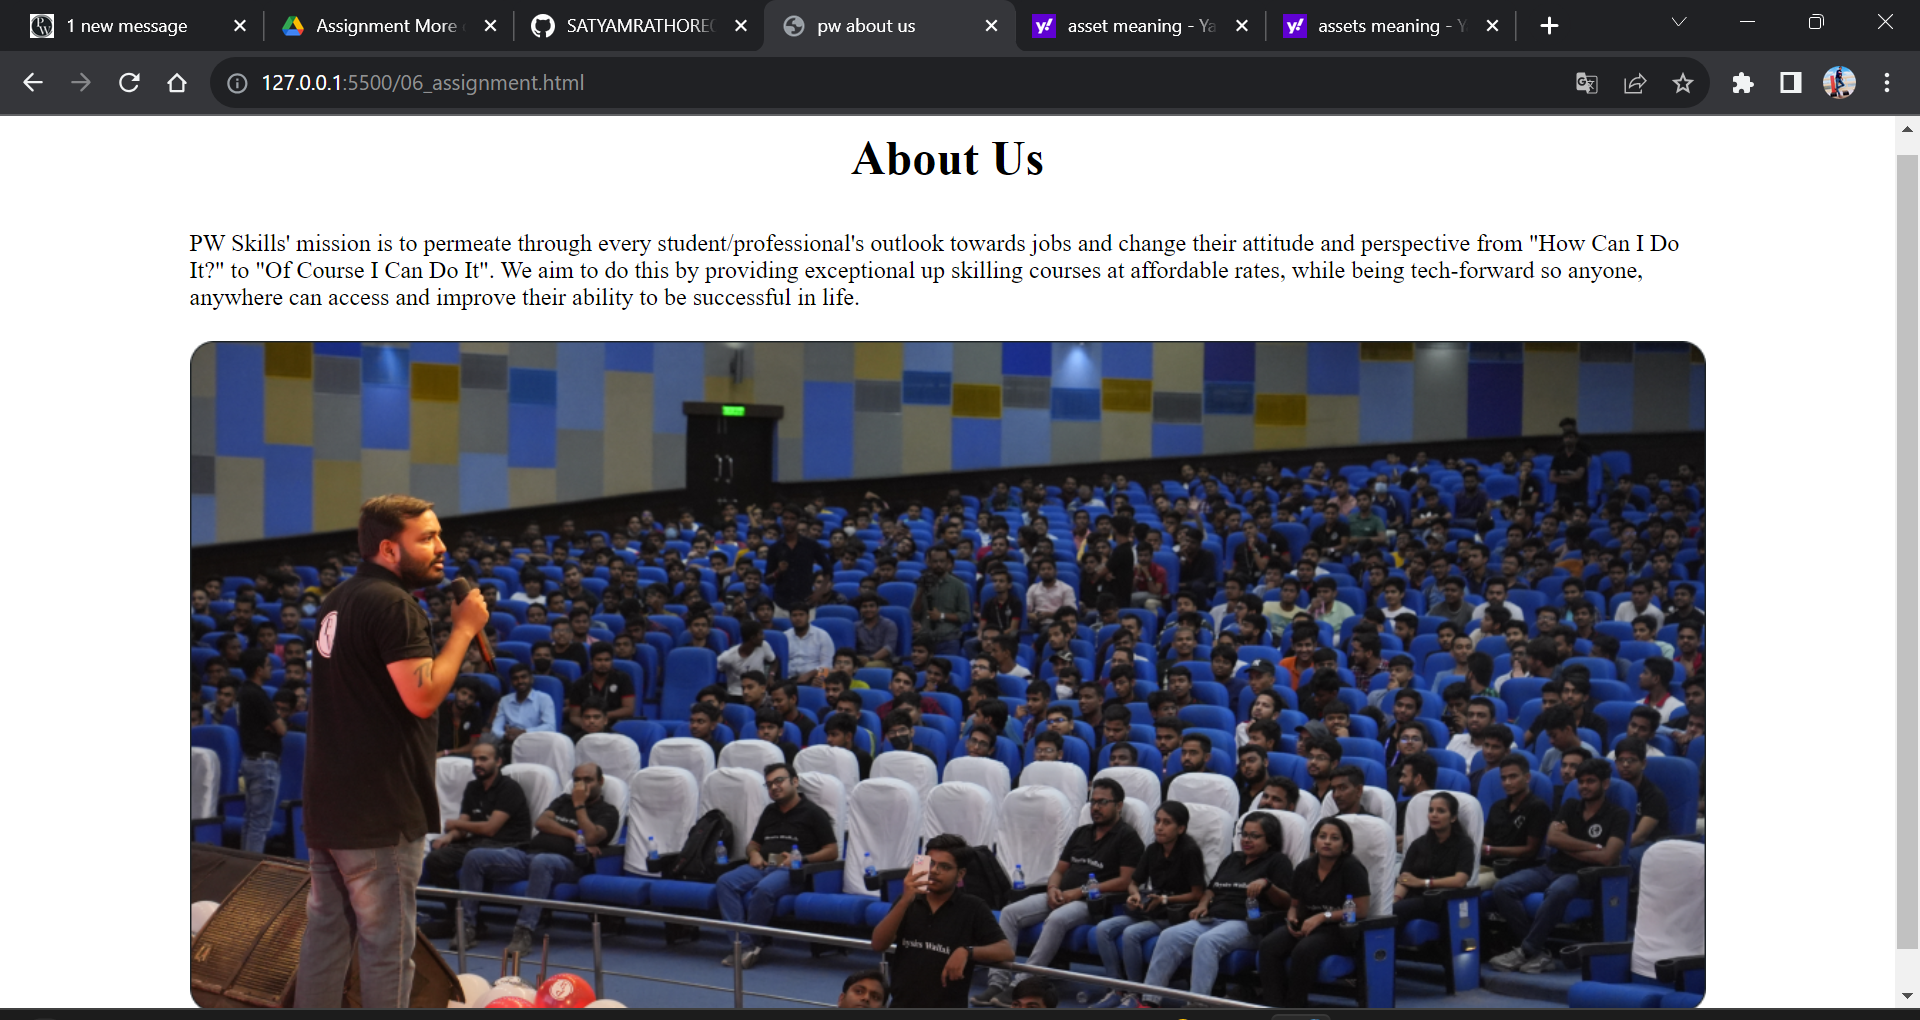 1 new message
Assignment More
SATYAMRATHORE
pw about us
asset meaning - Ya
assets meaning - Y
127.0.0.1:5500/06_assignment.html
About Us
PW Skills' mission is to permeate through every student/professional's outlook towards jobs and change their attitude and perspective from "How Can I Do
It?" to "Of Course I Can Do It". We aim to do this by providing exceptional up skilling courses at affordable rates, while being tech-forward so anyone,
anywhere can access and improve their ability to be successful in life.